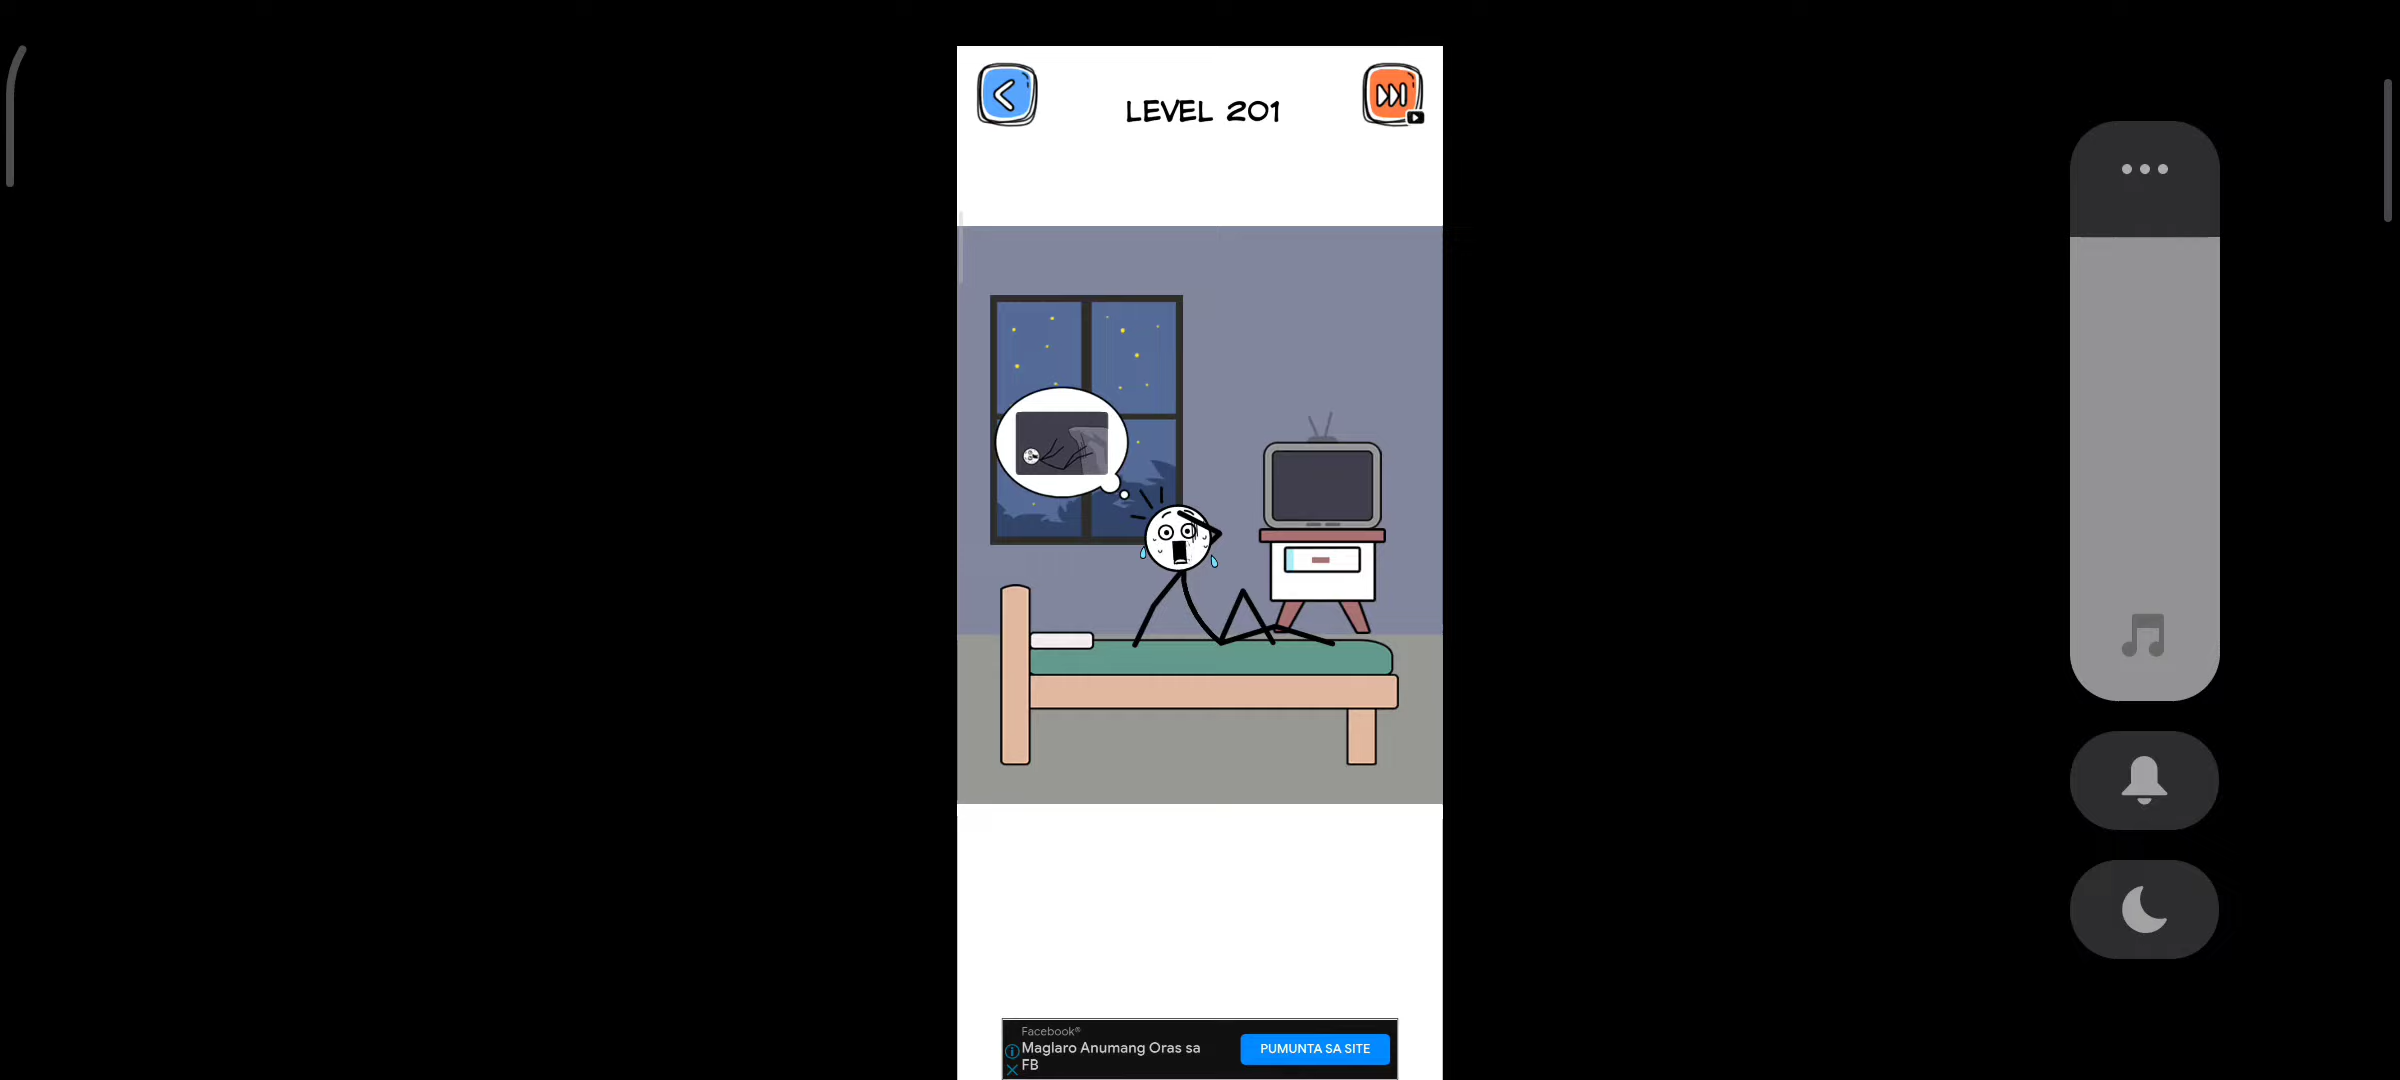 LEVEL 201
Facebook®
Maglaro Anumang Oras sa
FB
PUMUNTA SA SITE